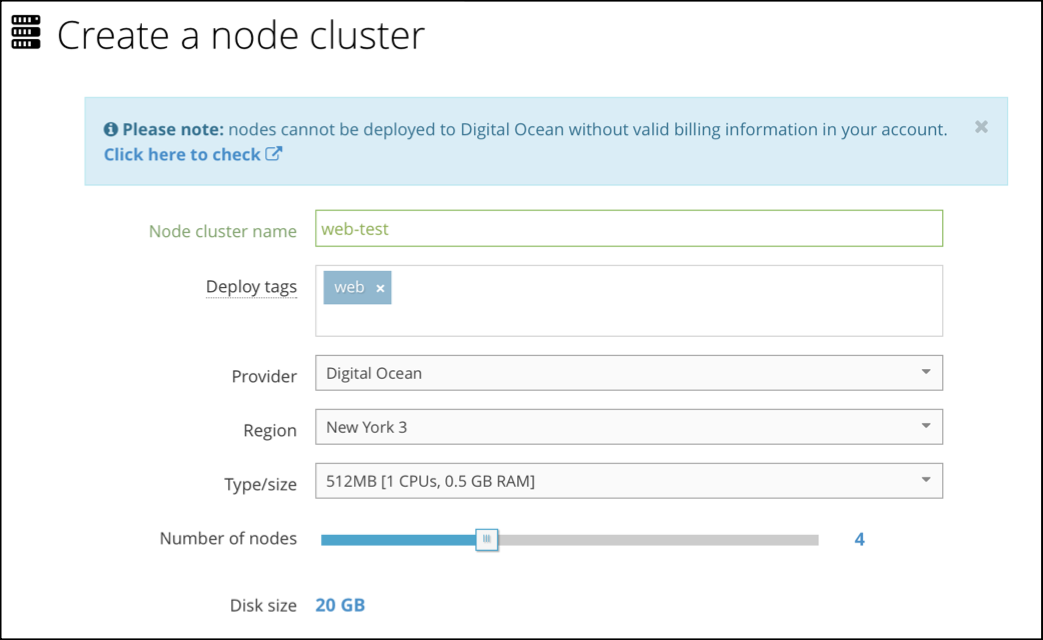 Create a node cluster
Please note: nodes cannot be deployed to Digital Ocean without valid billing information in your account.
Click here to check
Node cluster name web-test
Deploy tags web ×
Provider Digital Ocean
Region New York 3
Type/size 512MB [1 CPUs, 0.5 GB RAM]
Number of nodes 4
Disk size 20 GB